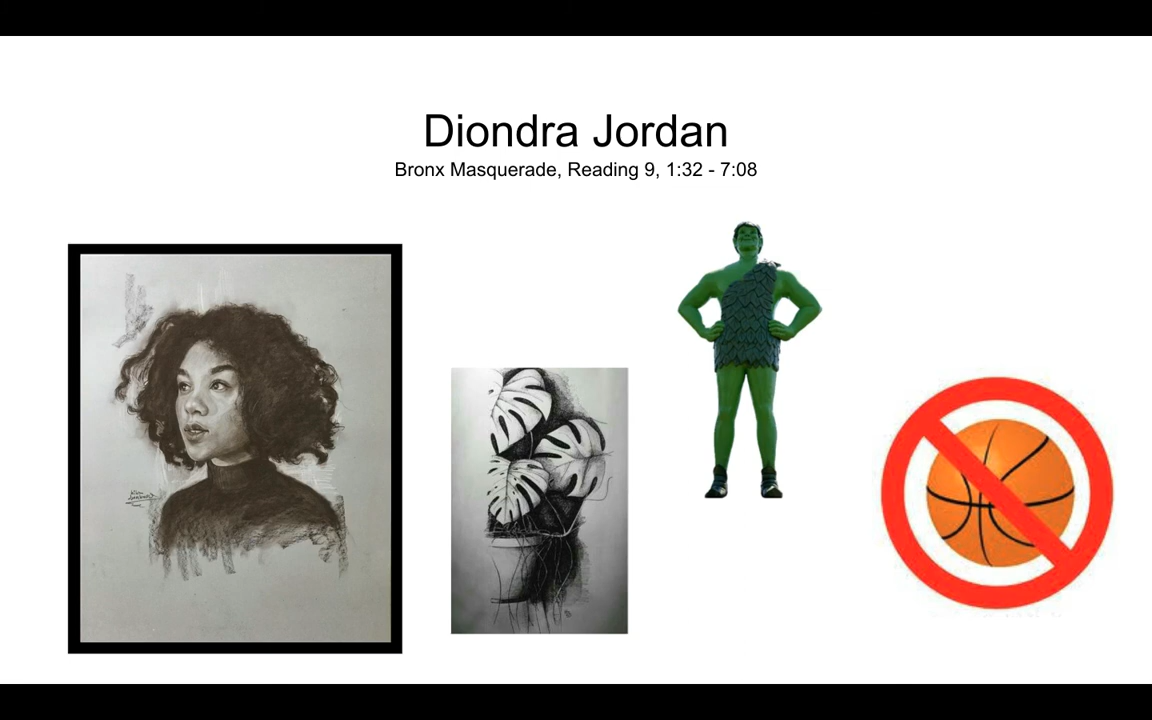 Diondra Jordan
Bronx Masquerade, Reading 9, 1:32 - 7:08